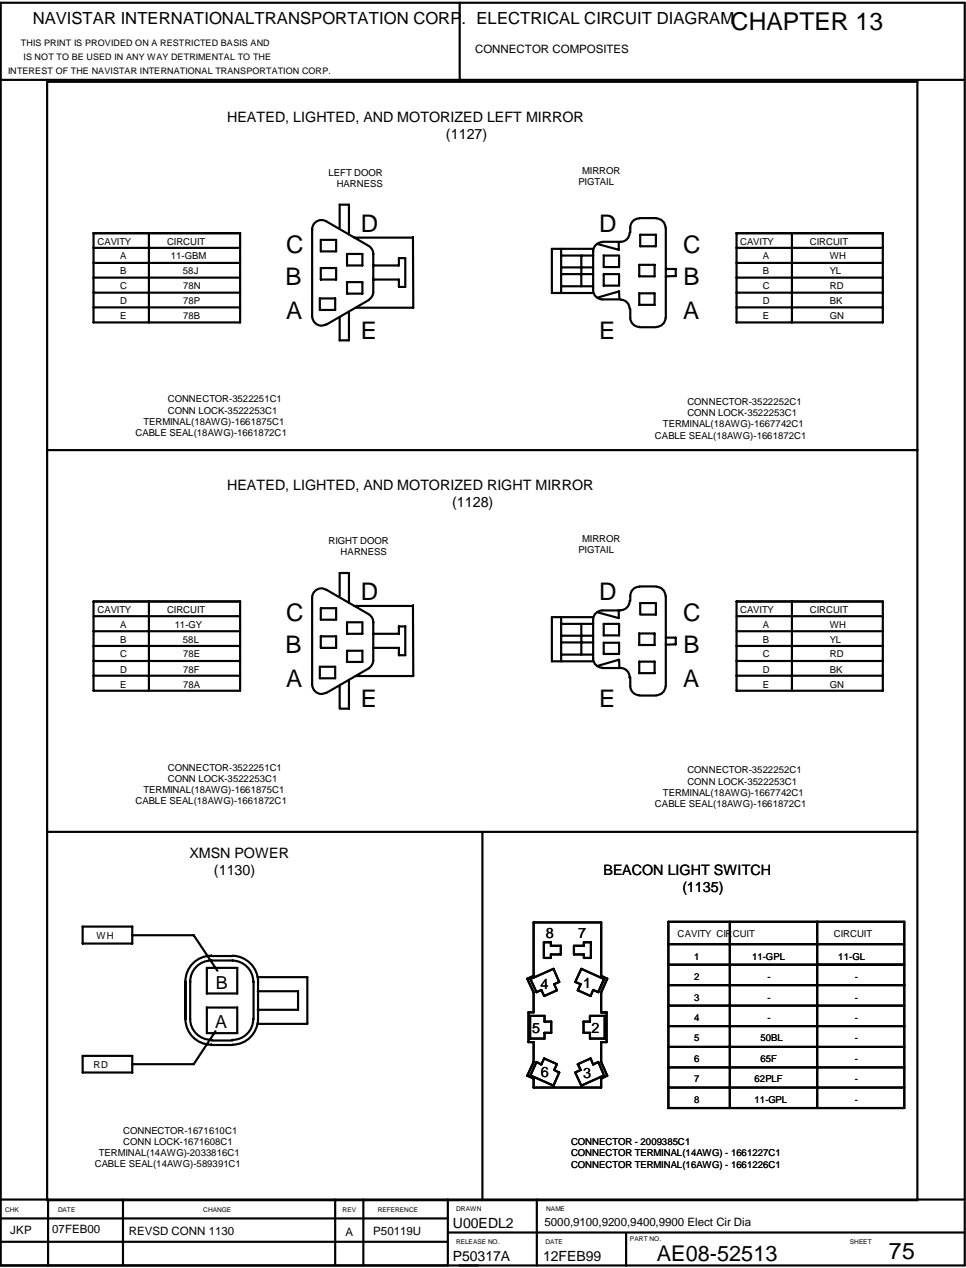 NAVISTAR INTERNATIONALTRANSPORTATION CORP.
THIS PRINT IS PROVIDED ON A RESTRICTED BASIS AND
IS NOT TO BE USED IN ANY WAY DETRIMENTAL TO THE
INTEREST OF THE NAVISTAR INTERNATIONAL TRANSPORTATION CORP.
ELECTRICAL CIRCUIT DIAGRAM
CHAPTER 13
CONNECTOR COMPOSITES
HEATED, LIGHTED, AND MOTORIZED LEFT MIRROR
(1127)
LEFT DOOR
HARNESS
MIRROR
PIGTAIL
CAVITY CIRCUIT
A 11-GBM
B 58J
C 78N
D 78P
E 78B
C
B
A
D
E
D
E
C
B
A
CAVITY CIRCUIT
A WH
B YL
C RD
D BK
E GN
CONNECTOR-3522251C1
CONN LOCK-3522253C1
TERMINAL(18AWG)-1661875C1
CABLE SEAL(18AWG)-1661872C1
CONNECTOR-3522252C1
CONN LOCK-3522253C1
TERMINAL(18AWG)-1667742C1
CABLE SEAL(18AWG)-1661872C1
HEATED, LIGHTED, AND MOTORIZED RIGHT MIRROR
(1128)
RIGHT DOOR
HARNESS
MIRROR
PIGTAIL
CAVITY CIRCUIT
A 11-GY
B 58L
C 78E
D 78F
E 78A
C
B
A
D
E
D
E
C
B
A
CAVITY CIRCUIT
A WH
B YL
C RD
D BK
E GN
CONNECTOR-3522251C1
CONN LOCK-3522253C1
TERMINAL(18AWG)-1661875C1
CABLE SEAL(18AWG)-1661872C1
CONNECTOR-3522252C1
CONN LOCK-3522253C1
TERMINAL(18AWG)-1667742C1
CABLE SEAL(18AWG)-1661872C1
XMSN POWER
(1130)
WH
B
A
RD
CONNECTOR-1671610C1
CONN LOCK-1671608C1
TERMINAL(14AWG)-2033816C1
CABLE SEAL(14AWG)-589391C1
BEACON LIGHT SWITCH
(1135)
8 7
4 1
5 2
6 3
CAVITY CIRCUIT CIRCUIT
1 11-GPL 11-GL
2 - -
3 - -
4 - -
5 50BL -
6 65F -
7 62PLF -
8 11-GPL -
CONNECTOR - 2009385C1
CONNECTOR TERMINAL(14AWG) - 1661227C1
CONNECTOR TERMINAL(16AWG) - 1661226C1
CHK DATE CHANGE REV REFERENCE
JKP 07FEB00 REVSD CONN 1130 A P50119U
DRAWN
U00EDL2
NAME
5000,9100,9200,9400,9900 Elect Cir Dia
RELEASE NO.
P50317A
DATE
12FEB99
PART NO.
AE08-52513
SHEET 75